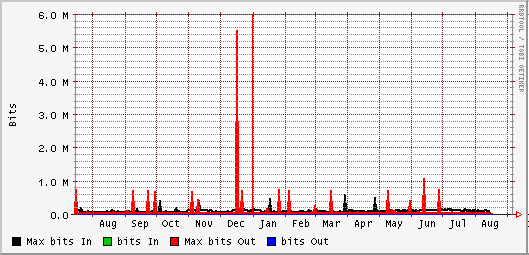 6.0 M
5.0 M
4.0 M
3.0 M
2.0 M
1.0 M
0.0
Bits
RRDTOOL / TOBI OETIKER
Aug Sep Oct Nov Dec Jan Feb Mar Apr May Jun Jul Aug
Max bits In bits In Max bits Out bits Out